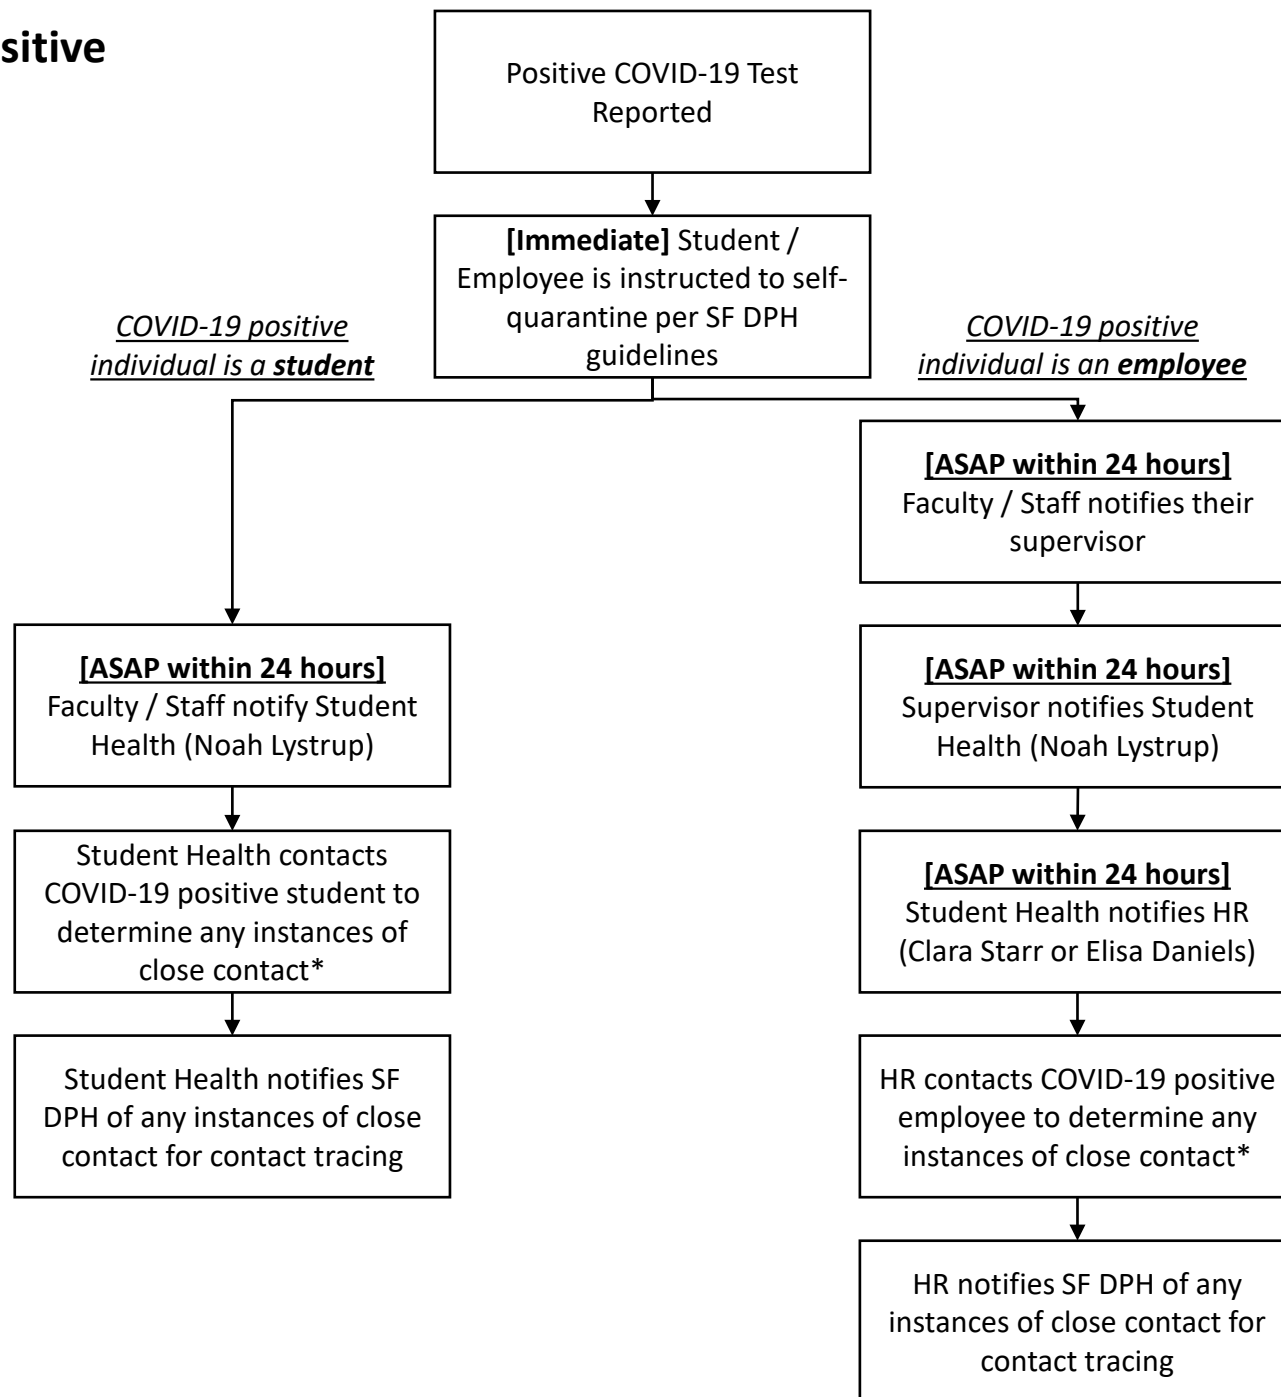 sitive
Positive COVID-19 Test
Reported
[Immediate] Student /
Employee is instructed to self-
quarantine per SF DPH
guidelines
COVID-19 positive
individual is a student
COVID-19 positive
individual is an employee
[ASAP within 24 hours]
Faculty / Staff notifies their
supervisor
[ASAP within 24 hours]
Faculty / Staff notify Student
Health (Noah Lystrup)
[ASAP within 24 hours]
Supervisor notifies Student
Health (Noah Lystrup)
Student Health contacts
COVID-19 positive student to
determine any instances of
close contact*
[ASAP within 24 hours]
Student Health notifies HR
(Clara Starr or Elisa Daniels)
Student Health notifies SF
DPH of any instances of close
contact for contact tracing
HR contacts COVID-19 positive
employee to determine any
instances of close contact*
HR notifies SF DPH of any
instances of close contact for
contact tracing